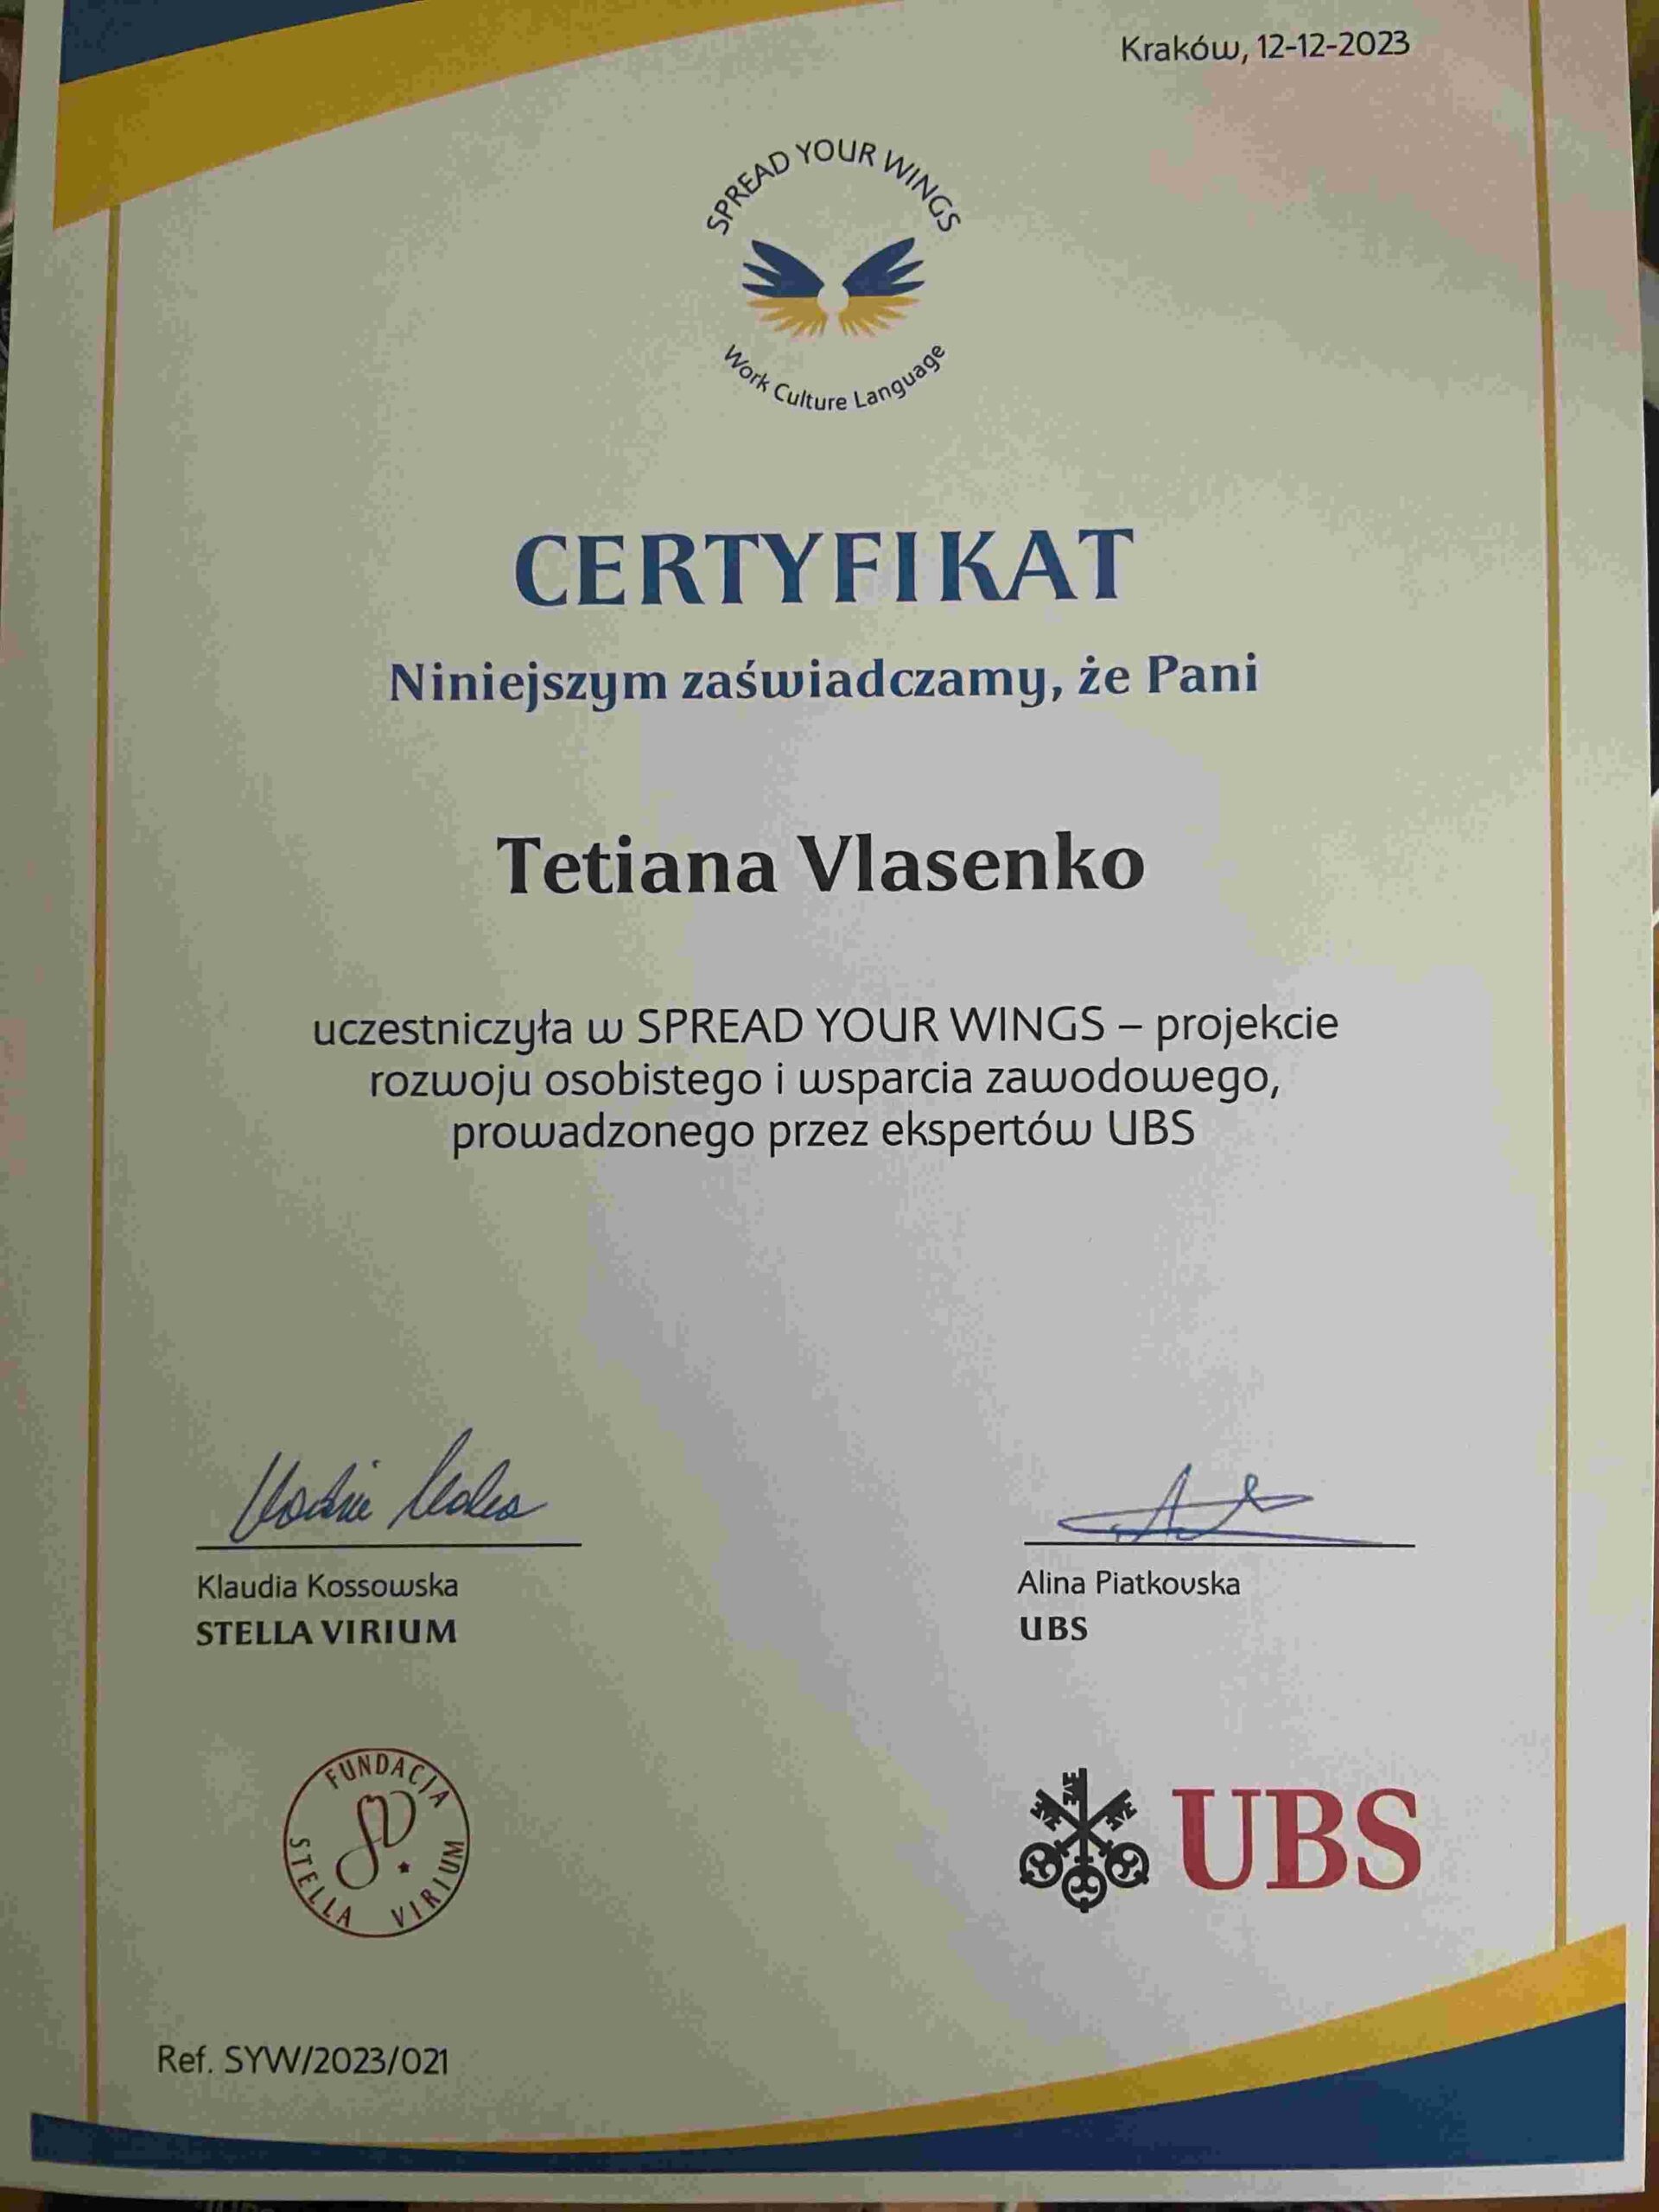 Kraków, 12-12-2023
SPREAD YOUR WINGS
Work Culture Language
CERTYFIKAT
Niniejszym zaświadczamy, że Pani
Tetiana Vlasenko
uczestniczyła w SPREAD YOUR WINGS – projekcie
rozwoju osobistego i wsparcia zawodowego,
prowadzonego przez ekspertów UBS
Klaudia Kossowska
STELLA VIRIUM
Alina Piatkovska
UBS
FUNDACJA
STELLA VIRIUM
UBS
Ref. SYW/2023/021